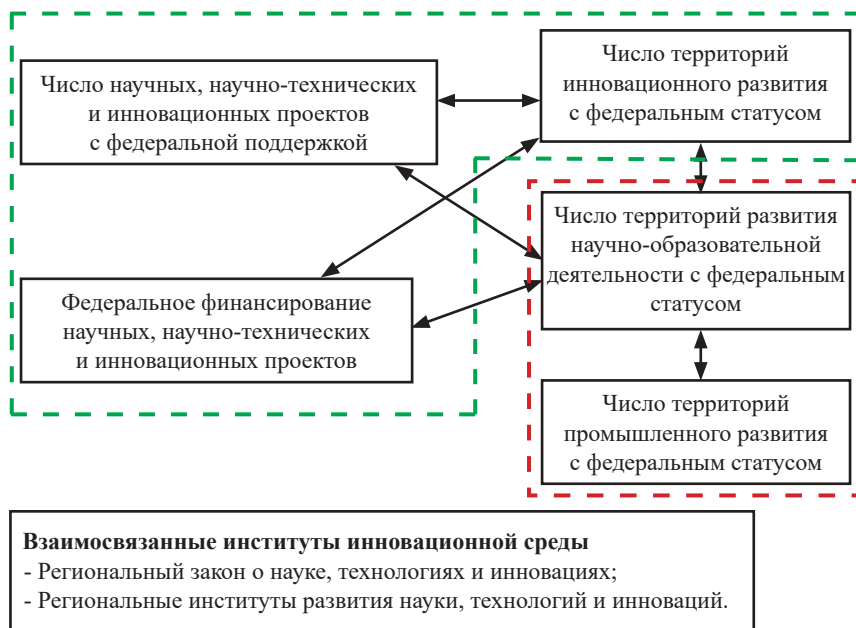 Число научных, научно-технических
и инновационных проектов
с федеральной поддержкой
Число территорий
инновационного развития
с федеральным статусом
Число территорий развития
научно-образовательной
деятельности с федеральным
статусом
Федеральное финансирование
научных, научно-технических
и инновационных проектов
Число территорий
промышленного развития
с федеральным статусом
Взаимосвязанные институты инновационной среды
- Региональный закон о науке, технологиях и инновациях;
- Региональные институты развития науки, технологий и инноваций.